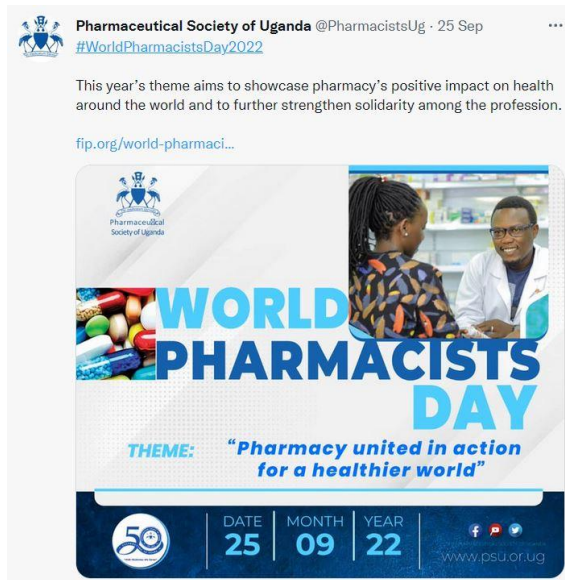 Pharmaceutical Society of Uganda @PharmacistsUg · 25 Sep
#WorldPharmacistsDay2022
This year's theme aims to showcase pharmacy's positive impact on health
around the world and to further strengthen solidarity among the profession.
fip.org/world-pharmaci...
Pharmaceutical
Society of Uganda
WORLD
PHARMACISTS
DAY
THEME: "Pharmacy united in action
for a healthier world"
50
DATE MONTH YEAR
25 09 22
www.psu.or.ug